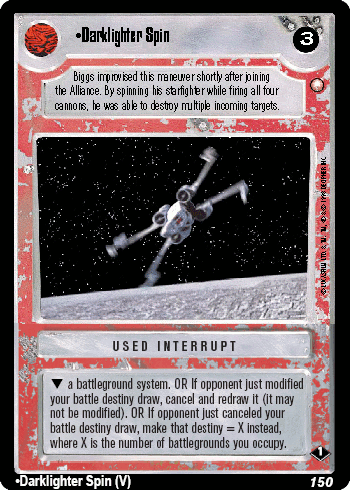 •Darklighter Spin
3
Biggs improvised this maneuver shortly after joining
the Alliance. By spinning his starfighter while firing all four
cannons, he was able to destroy multiple incoming targets.
USED INTERRUPT
▼ a battleground system. OR If opponent just modified
your battle destiny draw, cancel and redraw it (it may
not be modified). OR If opponent just canceled your
battle destiny draw, make that destiny = X instead,
where X is the number of battlegrounds you occupy.
1
•Darklighter Spin (V)
150